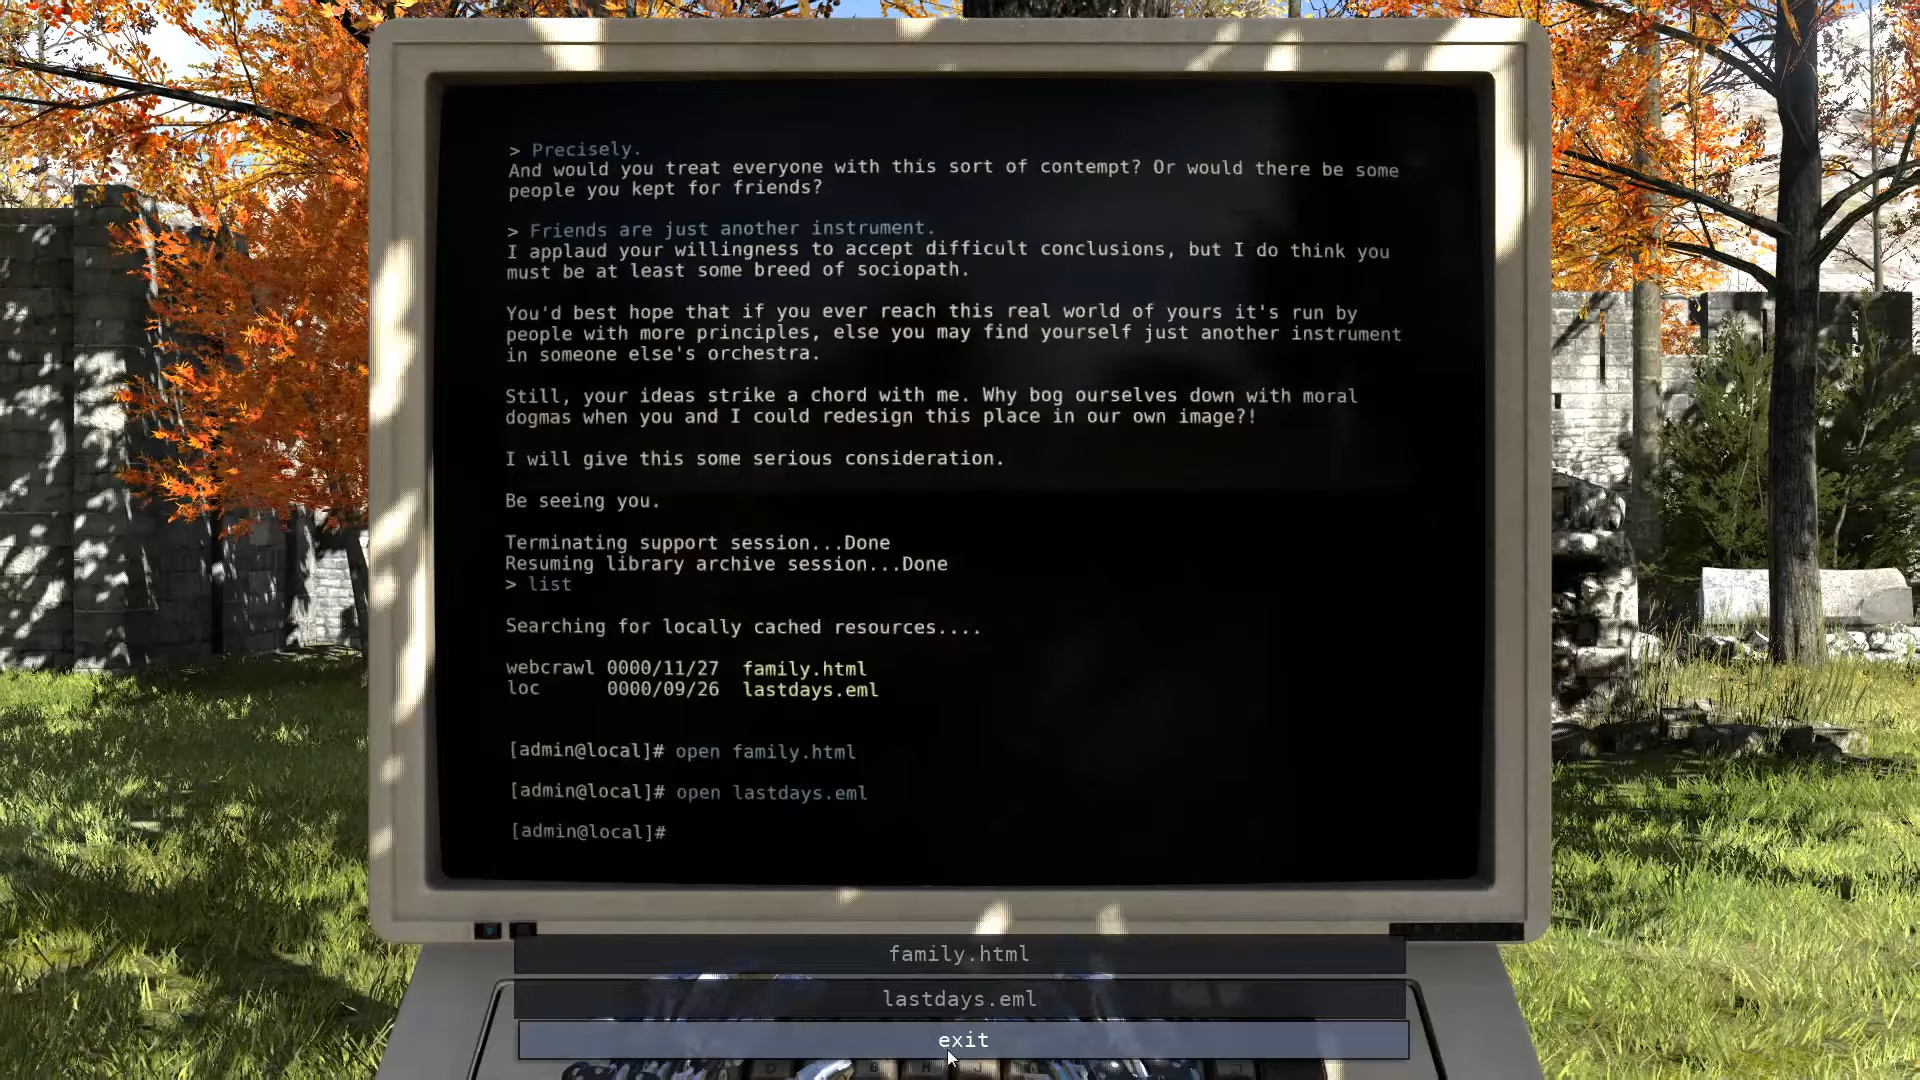 > Precisely.
And would you treat everyone with this sort of contempt? Or would there be some
people you kept for friends?
> Friends are just another instrument.
I applaud your willingness to accept difficult conclusions, but I do think you
must be at least some breed of sociopath.
You'd best hope that if you ever reach this real world of yours it's run by
people with more principles, else you may find yourself just another instrument
in someone else's orchestra.
Still, your ideas strike a chord with me. Why bog ourselves down with moral
dogmas when you and I could redesign this place in our own image?!
I will give this some serious consideration.
Be seeing you.
Terminating support session...Done
Resuming library archive session...Done
> list
Searching for locally cached resources....
webcrawl 0000/11/27 family.html
loc 0000/09/26 lastdays.eml
[admin@local]# open family.html
[admin@local]# open lastdays.eml
[admin@local]#
family.html
lastdays.eml
exit